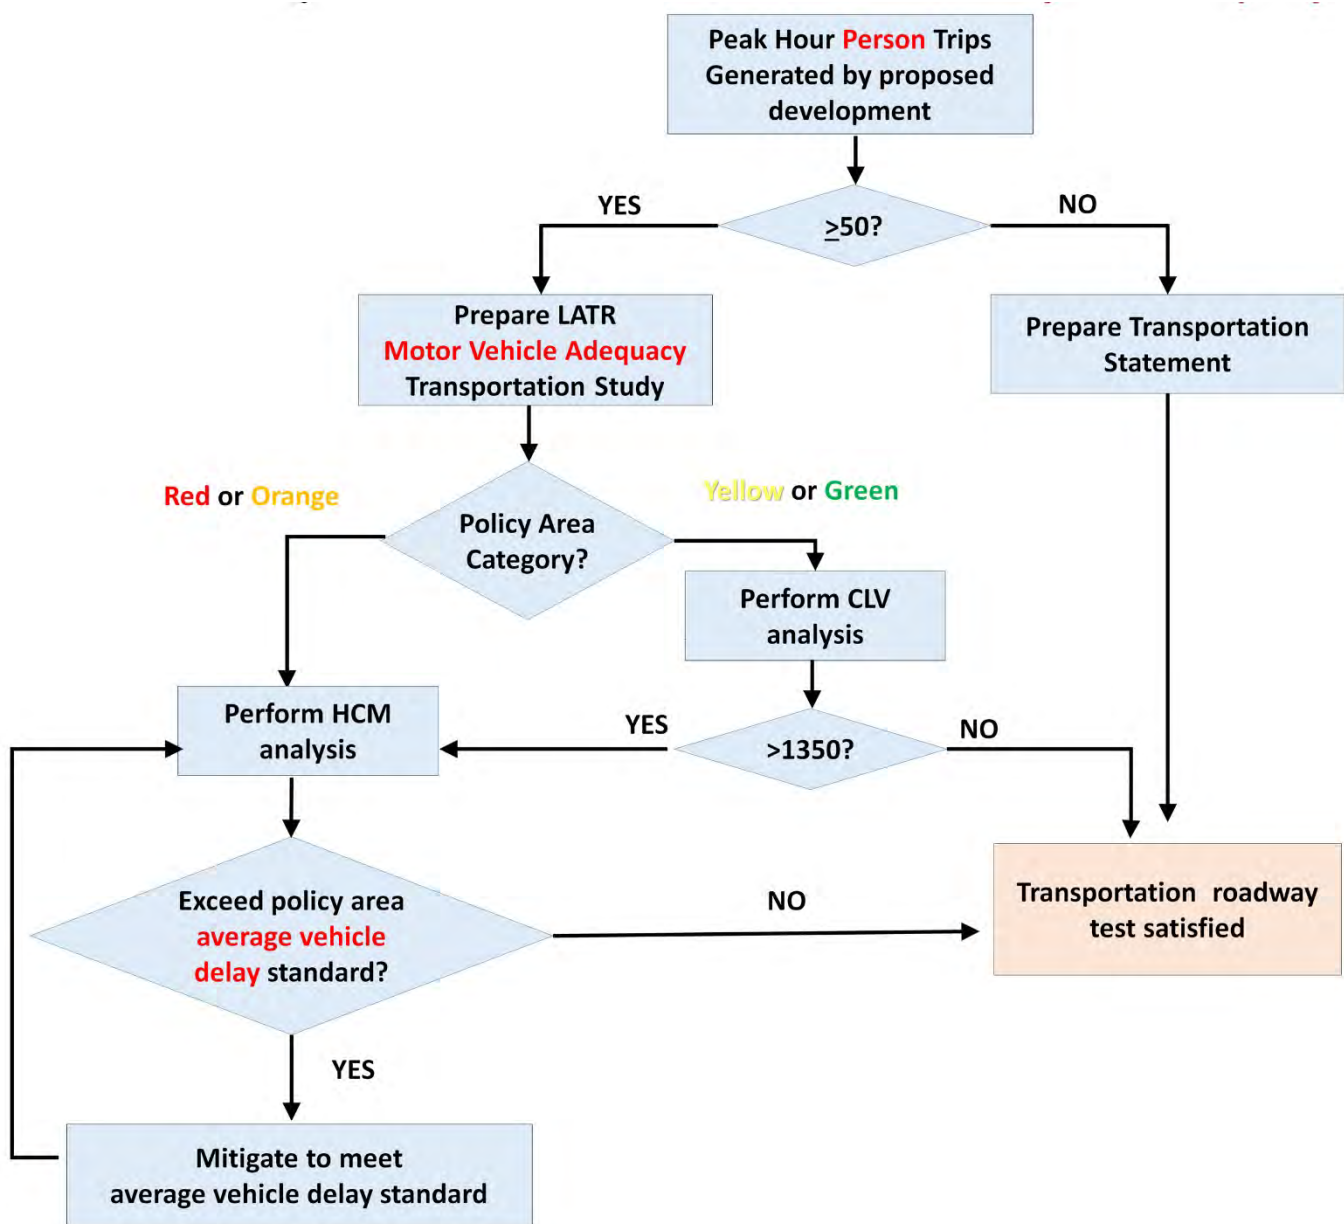 Peak Hour Person Trips
Generated by proposed
development
YES
NO
≥50?
Prepare LATR
Motor Vehicle Adequacy
Transportation Study
Prepare Transportation
Statement
Red or Orange
Yellow or Green
Policy Area
Category?
Perform CLV
analysis
Perform HCM
analysis
YES
>1350?
NO
Exceed policy area
average vehicle
delay standard?
NO
Transportation roadway
test satisfied
YES
Mitigate to meet
average vehicle delay standard